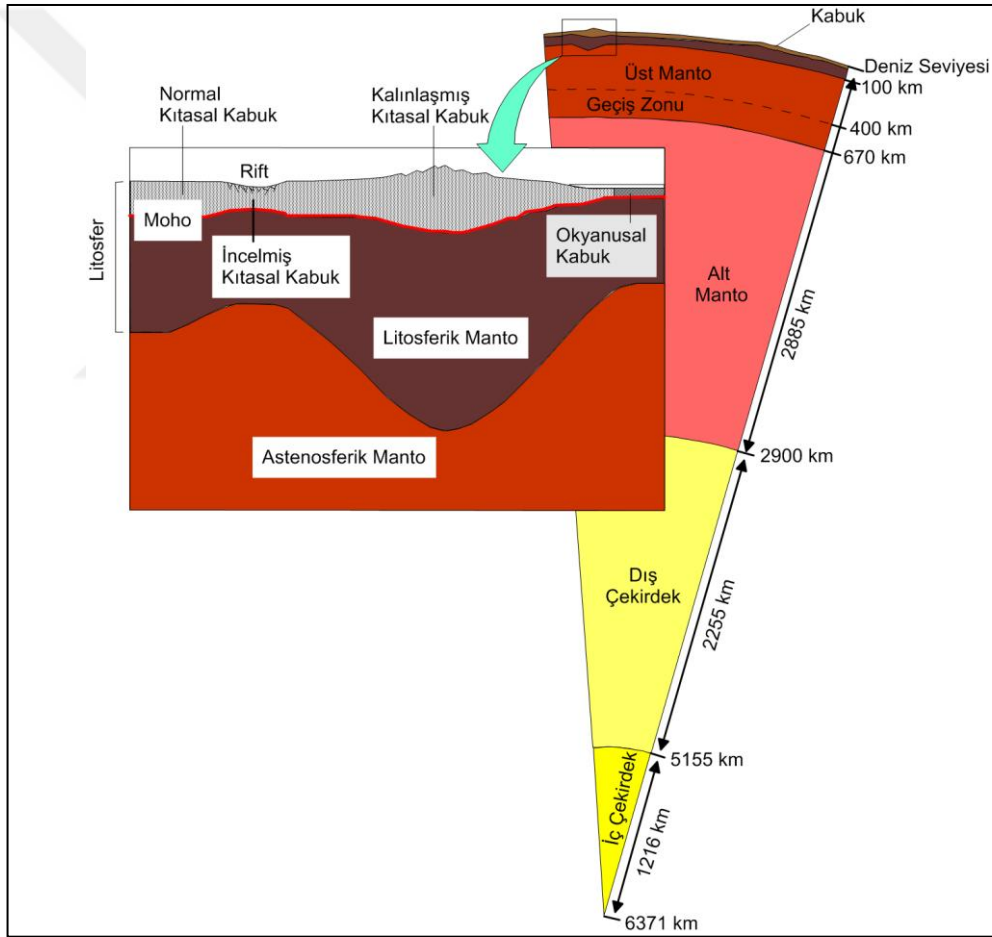 Kabuk
Deniz Seviyesi
100 km
Üst Manto
Geçiş Zonu
400 km
670 km
Normal
Kıtasal Kabuk
Kalınlaşmış
Kıtasal Kabuk
Rift
Moho
Litosfer
İncelmiş
Kıtasal Kabuk
Okyanusal
Kabuk
Litosferik Manto
Astenosferik Manto
Alt
Manto
2885 km
2900 km
Dış
Çekirdek
2255 km
5155 km
İç Çekirdek
1216 km
6371 km